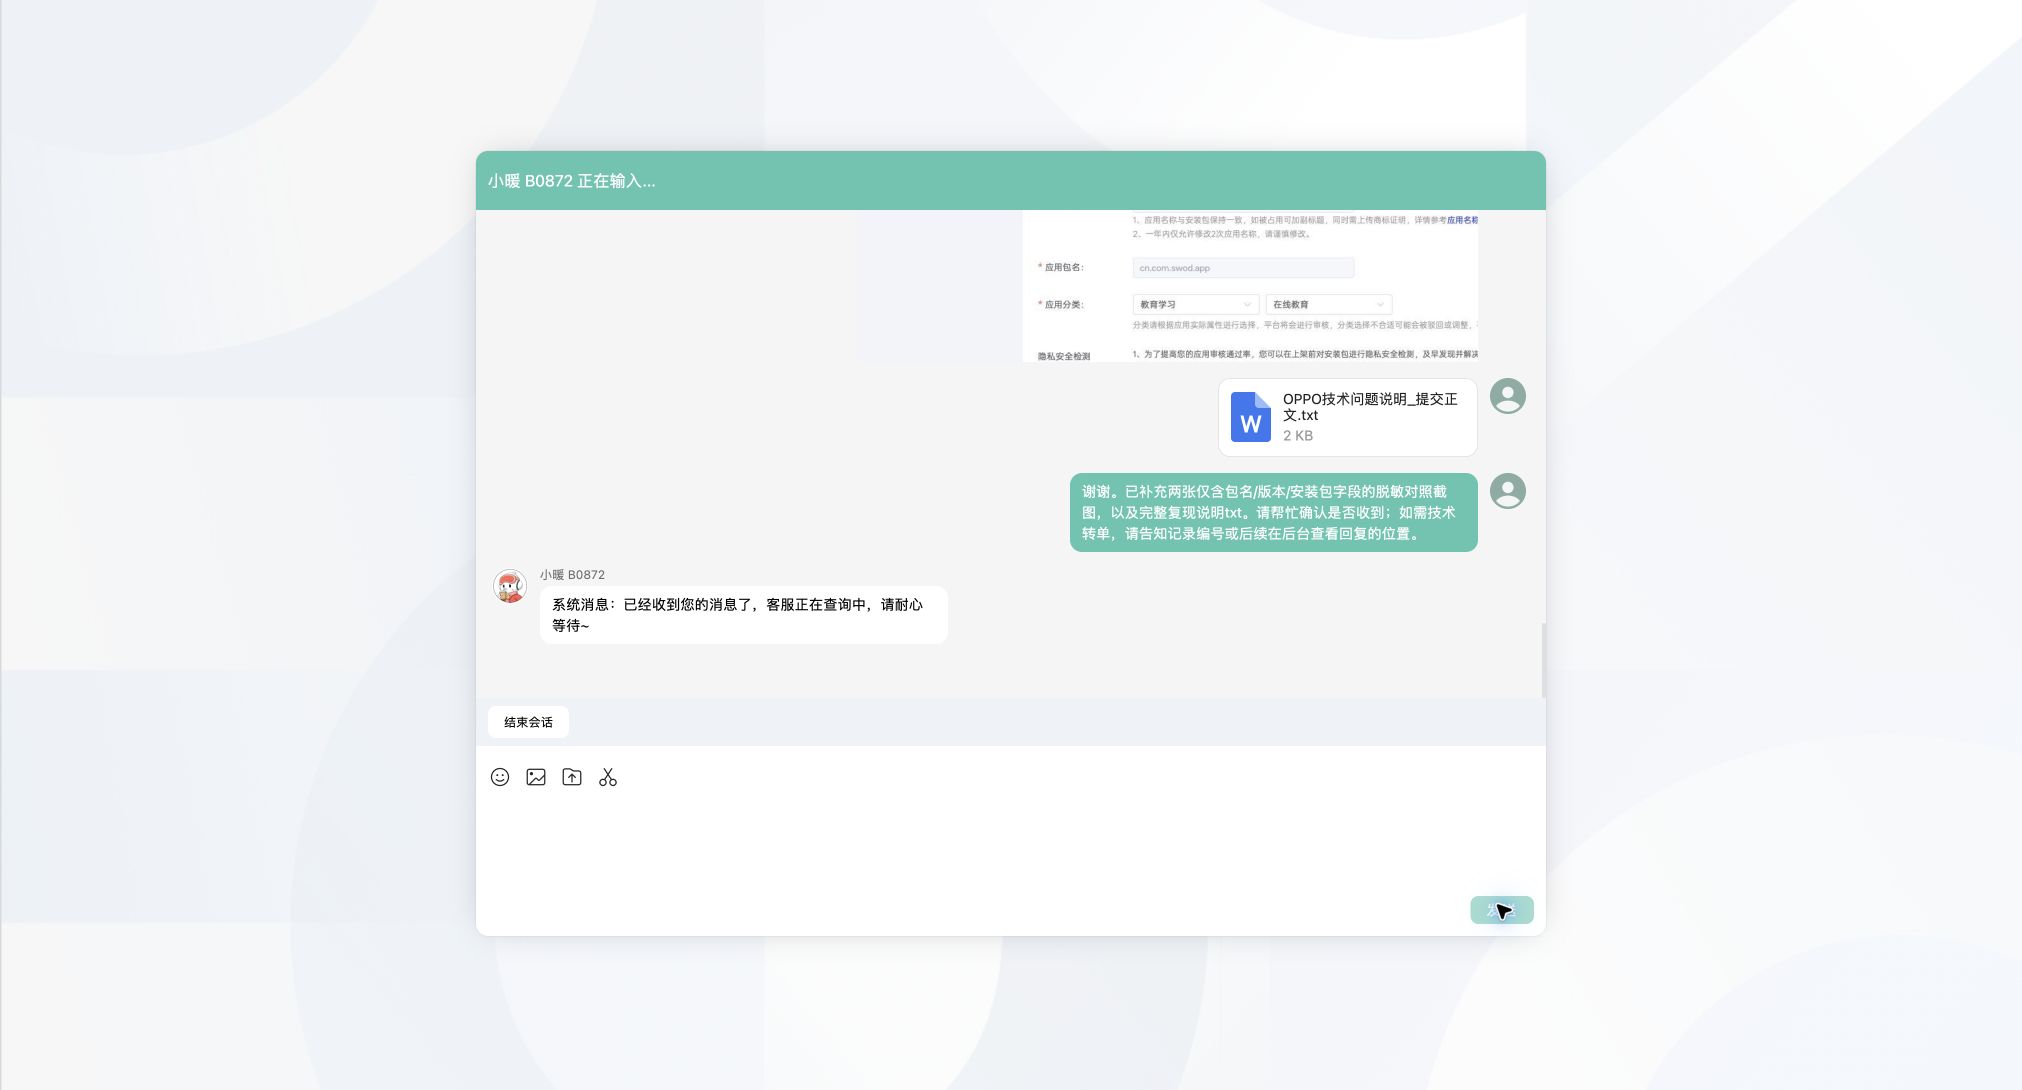 小暖 B0872 正在输入...
1、应用名称与安装包保持一致，如被占用可加副标题，同时需上传商标证明，详情参考应用名称
2、一年内仅允许修改2次应用名称，请谨慎修改。
* 应用包名：
cn.com.swod.app
* 应用分类：
教育学习
在线教育
分类请根据应用实际属性进行选择，平台将会进行审核，分类选择不合适可能会被驳回或调整，
隐私安全检测
1、为了提高您的应用审核通过率，您可以在上架前对安装包进行隐私安全检测，及早发现并解决
OPPO技术问题说明_提交正
文.txt
W
2 KB
谢谢。已补充两张仅含包名/版本/安装包字段的脱敏对照截
图，以及完整复现说明txt。请帮忙确认是否收到；如需技术
转单，请告知记录编号或后续在后台查看回复的位置。
小暖 B0872
系统消息：已经收到您的消息了，客服正在查询中，请耐心
等待~
结束会话